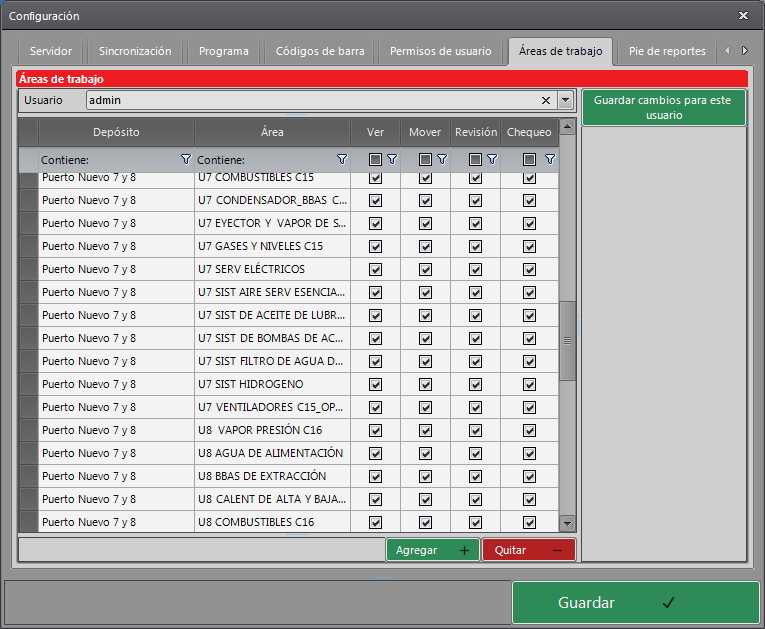 Configuración
Servidor Sincronización Programa Códigos de barra Permisos de usuario Áreas de trabajo Pie de reportes
Áreas de trabajo
Usuario admin
Guardar cambios para este
usuario
Depósito Área Ver Mover Revisión Chequeo
Contiene: Contiene:
Puerto Nuevo 7 y 8 U7 COMBUSTIBLES C15
Puerto Nuevo 7 y 8 U7 CONDENSADOR_BBAS C...
Puerto Nuevo 7 y 8 U7 EYECTOR Y VAPOR DE S...
Puerto Nuevo 7 y 8 U7 GASES Y NIVELES C15
Puerto Nuevo 7 y 8 U7 SERV ELÉCTRICOS
Puerto Nuevo 7 y 8 U7 SIST AIRE SERV ESENCIA...
Puerto Nuevo 7 y 8 U7 SIST DE ACEITE DE LUBR...
Puerto Nuevo 7 y 8 U7 SIST DE BOMBAS DE AC...
Puerto Nuevo 7 y 8 U7 SIST FILTRO DE AGUA D...
Puerto Nuevo 7 y 8 U7 SIST HIDROGENO
Puerto Nuevo 7 y 8 U7 VENTILADORES C15_OP...
Puerto Nuevo 7 y 8 U8 VAPOR PRESIÓN C16
Puerto Nuevo 7 y 8 U8 AGUA DE ALIMENTACIÓN
Puerto Nuevo 7 y 8 U8 BBAS DE EXTRACCIÓN
Puerto Nuevo 7 y 8 U8 CALENT DE ALTA Y BAJA...
Puerto Nuevo 7 y 8 U8 COMBUSTIBLES C16
Agregar + Quitar −
Guardar